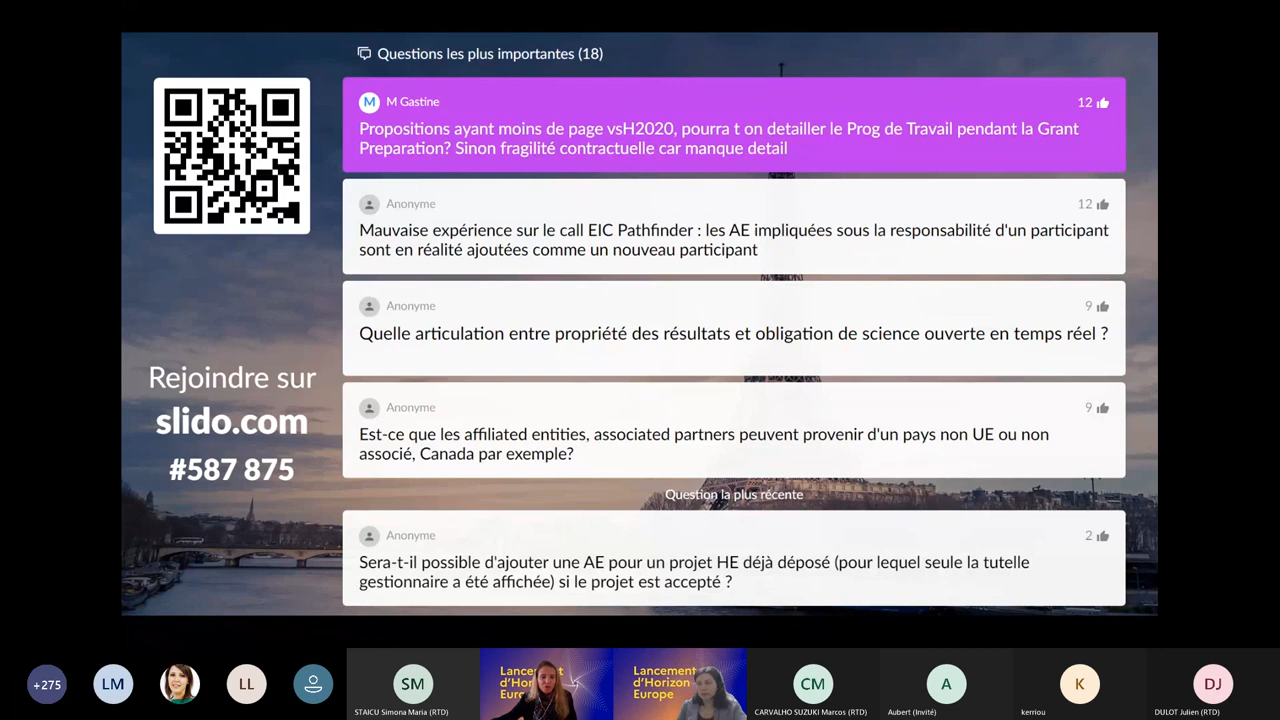 Questions les plus importantes (18)
M
M Gastine
12
Propositions ayant moins de page vsH2020, pourra t on detailler le Prog de Travail pendant la Grant
Preparation? Sinon fragilité contractuelle car manque detail
Anonyme
12
Mauvaise expérience sur le call EIC Pathfinder : les AE impliquées sous la responsabilité d'un participant
sont en réalité ajoutées comme un nouveau participant
Anonyme
9
Quelle articulation entre propriété des résultats et obligation de science ouverte en temps réel ?
Anonyme
9
Est-ce que les affiliated entities, associated partners peuvent provenir d'un pays non UE ou non
associé, Canada par exemple?
Rejoindre sur
slido.com
#587 875
Question la plus récente
Anonyme
2
Sera-t-il possible d'ajouter une AE pour un projet HE déjà déposé (pour lequel seule la tutelle
gestionnaire a été affichée) si le projet est accepté ?
+275
LM
LL
SM
STAICU Simona Maria (RTD)
Lancement
d'Horizon
Europe
Lancement
d'Horizon
Europe
CM
CARVALHO SUZUKI Marcos (RTD)
A
Aubert (Invité)
K
kerriou
DJ
DULOT Julien (RTD)